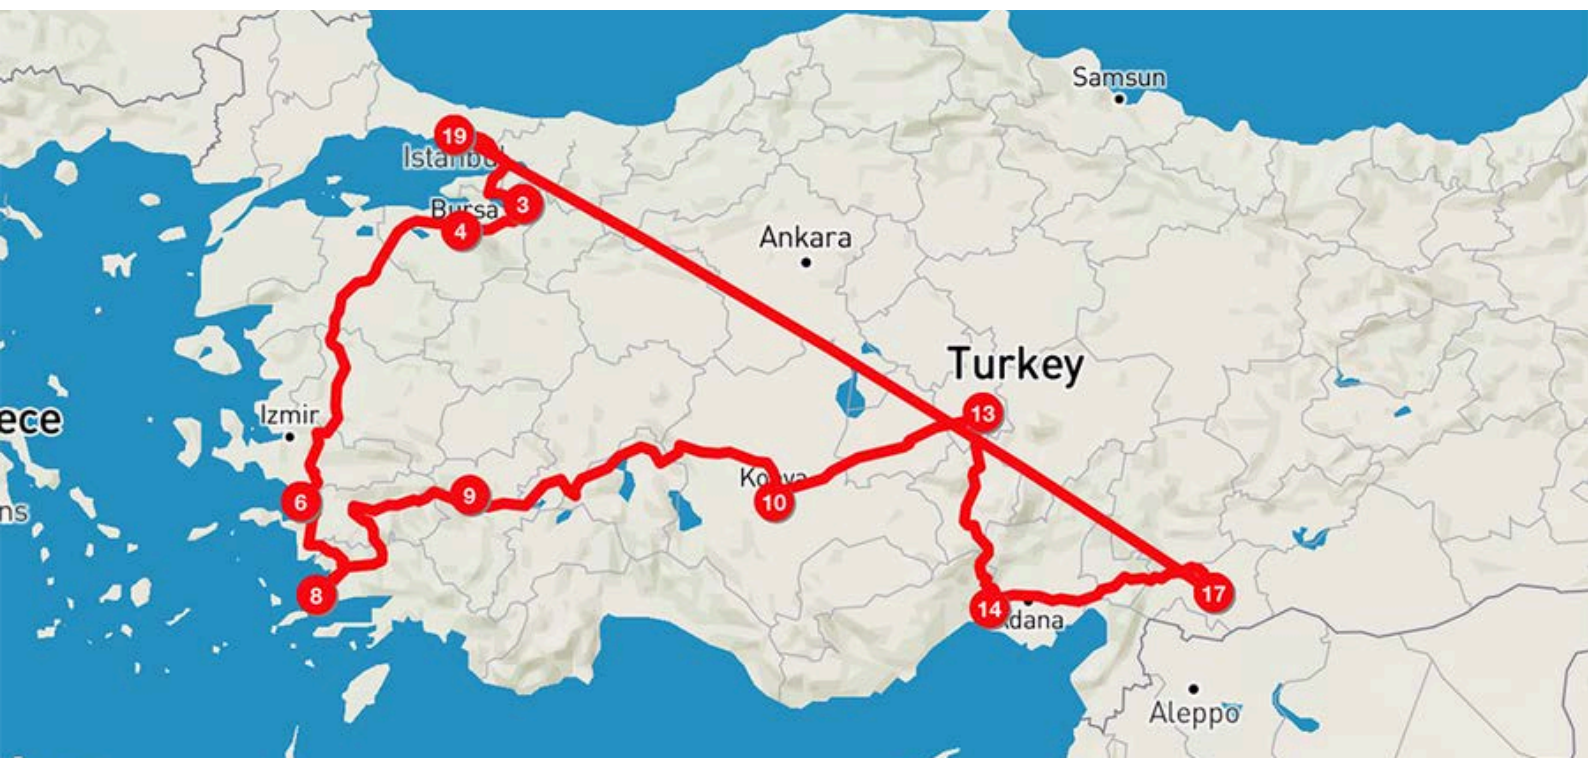 Samsun
19
Istanbul
3
Bursa
4
Ankara
Turkey
13
ece
Izmir
9
Konya
6
10
ns
8
17
14
Adana
Aleppo